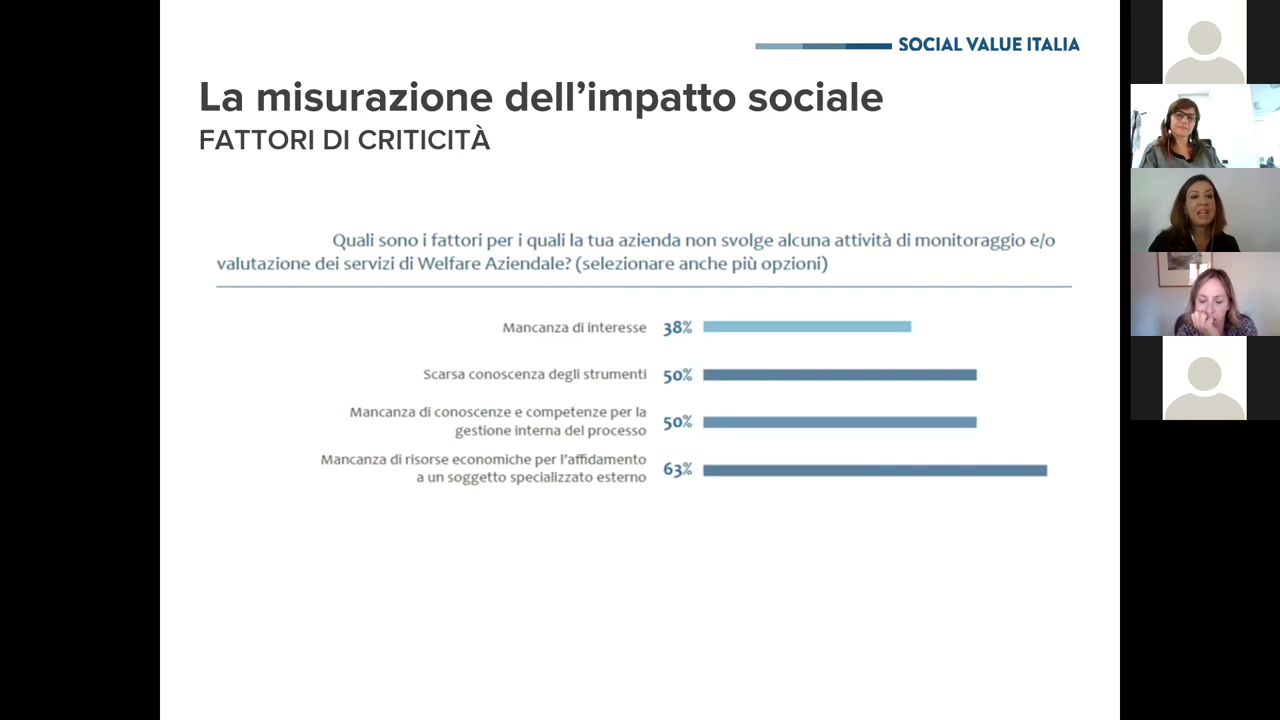 SOCIAL VALUE ITALIA
La misurazione dell’impatto sociale
FATTORI DI CRITICITÀ
Quali sono i fattori per i quali la tua azienda non svolge alcuna attività di monitoraggio e/o
valutazione dei servizi di Welfare Aziendale? (selezionare anche più opzioni)
Mancanza di interesse 38%
Scarsa conoscenza degli strumenti 50%
Mancanza di conoscenze e competenze per la
gestione interna del processo 50%
Mancanza di risorse economiche per l’affidamento
a un soggetto specializzato esterno 63%